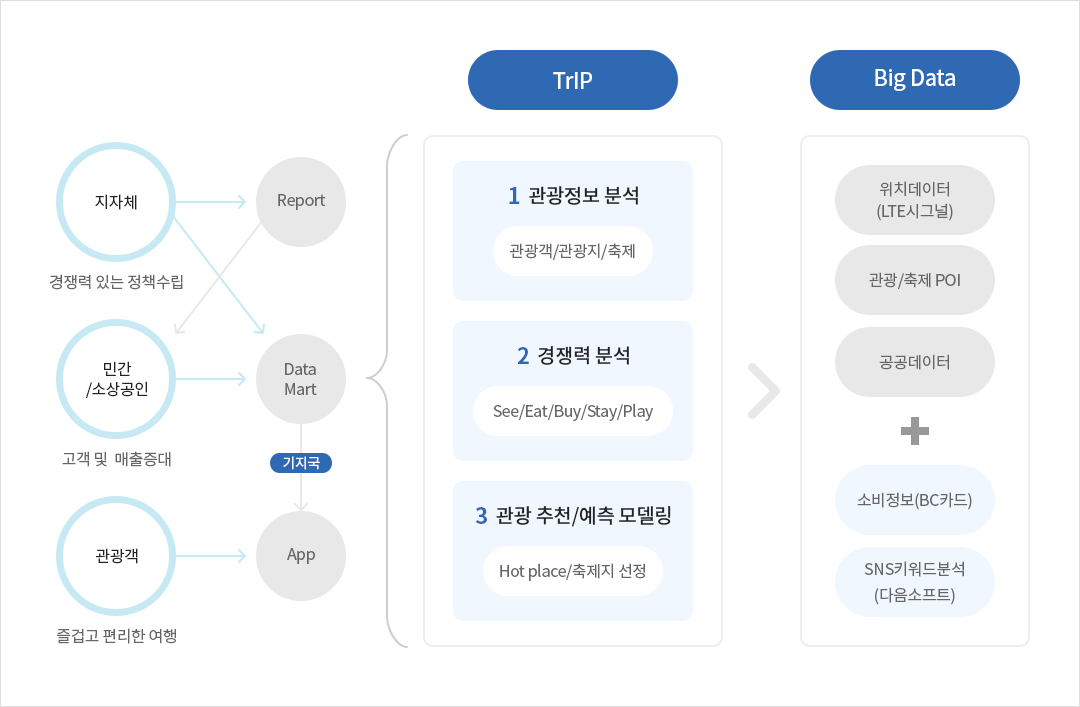 TrIP
Big Data
지자체
경쟁력 있는 정책수립
민간
/소상공인
고객 및 매출증대
관광객
즐겁고 편리한 여행
Report
Data
Mart
기지국
App
1 관광정보 분석
관광객/관광지/축제
2 경쟁력 분석
See/Eat/Buy/Stay/Play
3 관광 추천/예측 모델링
Hot place/축제지 선정
위치데이터
(LTE시그널)
관광/축제 POI
공공데이터
소비정보(BC카드)
SNS키워드분석
(다음소프트)